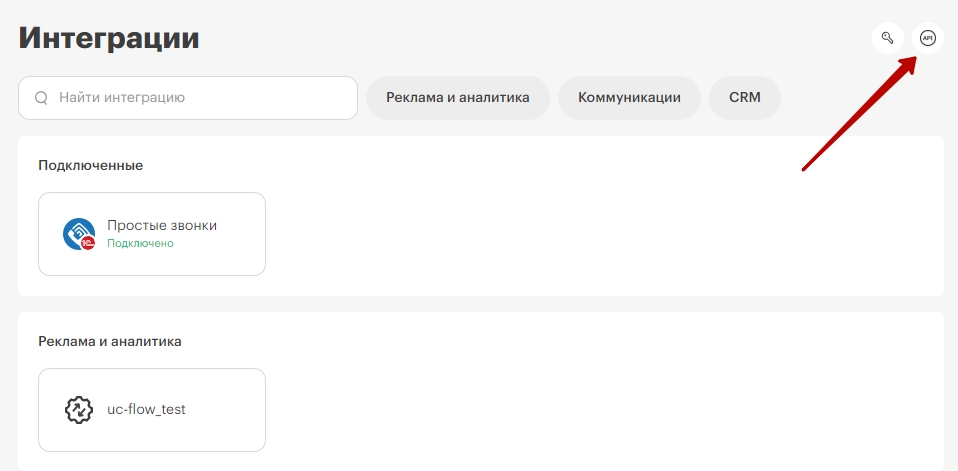 Интеграции
API
Найти интеграцию
Реклама и аналитика
Коммуникации
CRM
Подключенные
Простые звонки
Подключено
Реклама и аналитика
uc-flow_test